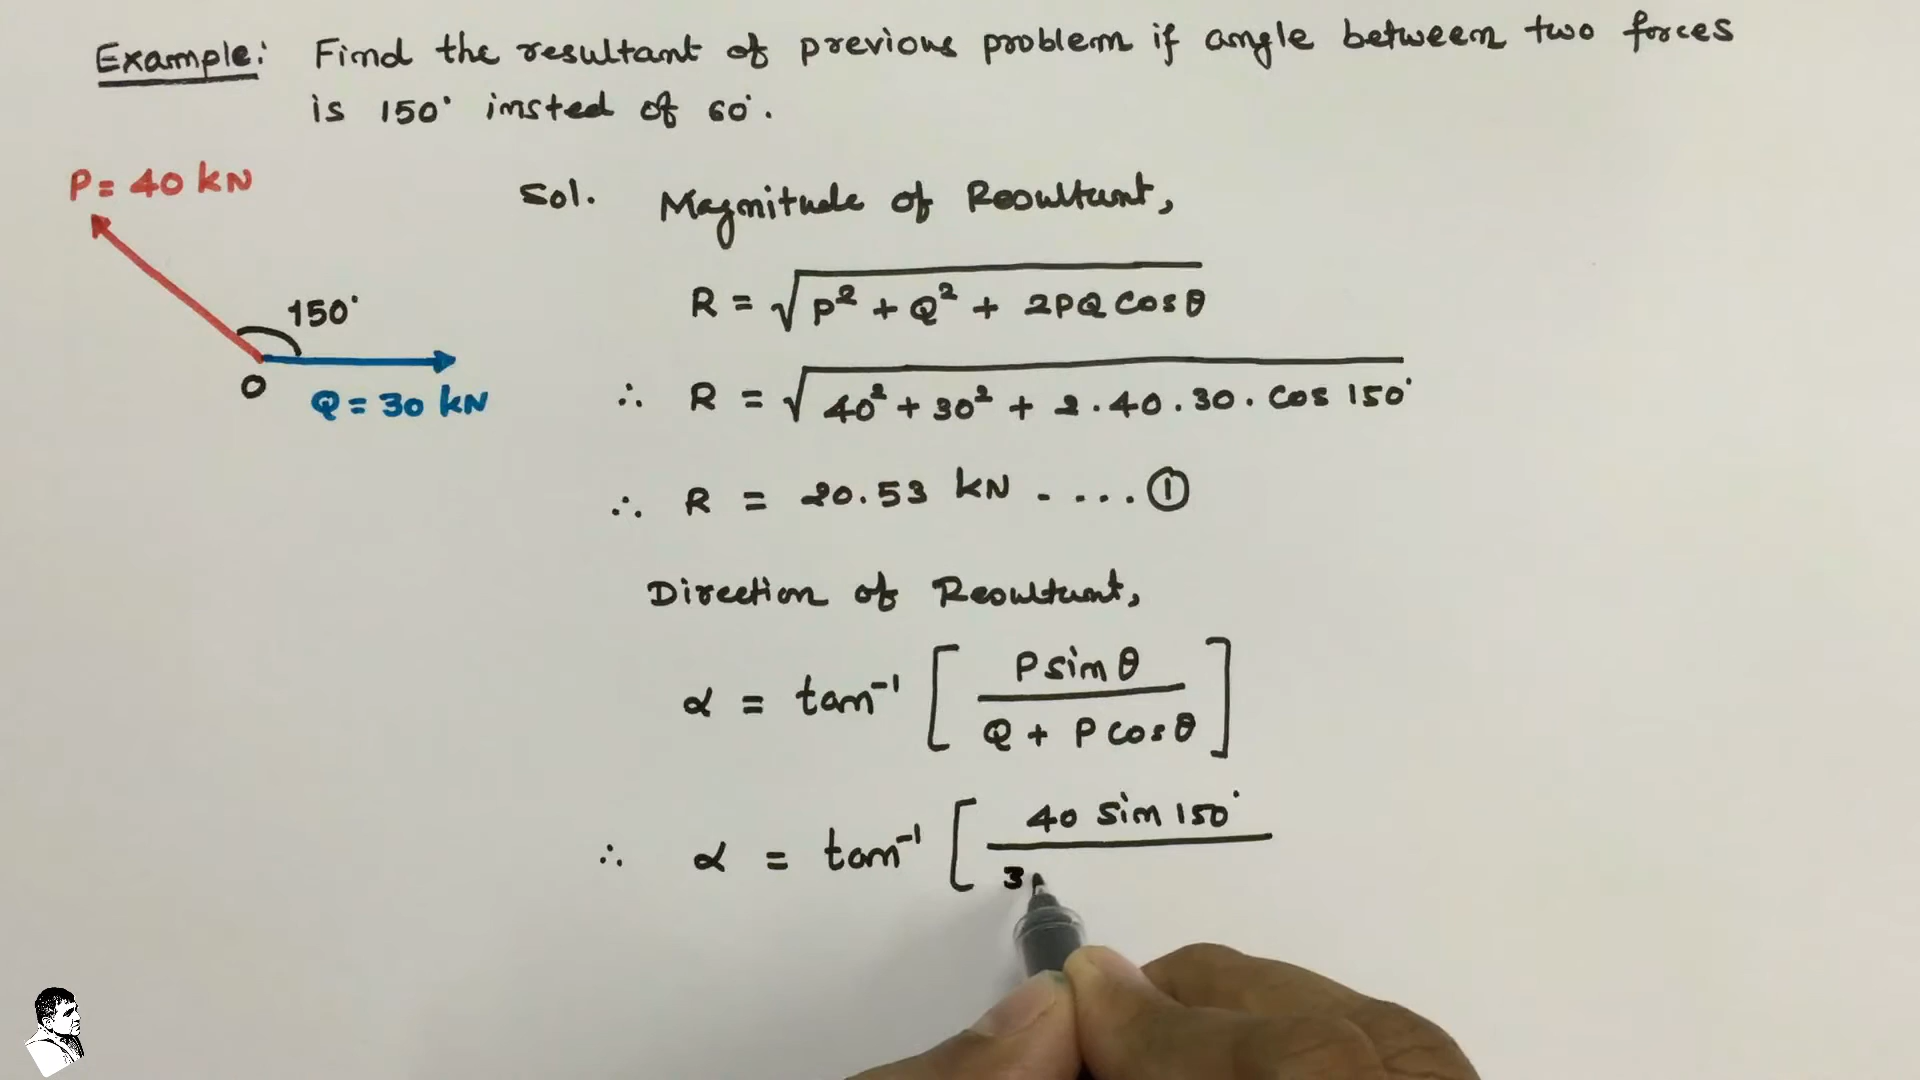 Example: Find the resultant of previous problem if angle between two forces
is 150° insted of 60°.
P = 40 kN
150°
O
Q = 30 kN
Sol. Magnitude of Resultant,
R = √(P² + Q² + 2PQ cos θ)
∴ R = √(40² + 30² + 2 . 40 . 30 . cos 150°)
∴ R = 20.53 kN - .... ①
Direction of Resultant,
α = tan⁻¹ [ P sin θ / Q + P cos θ ]
∴ α = tan⁻¹ [ 40 sin 150° / 3